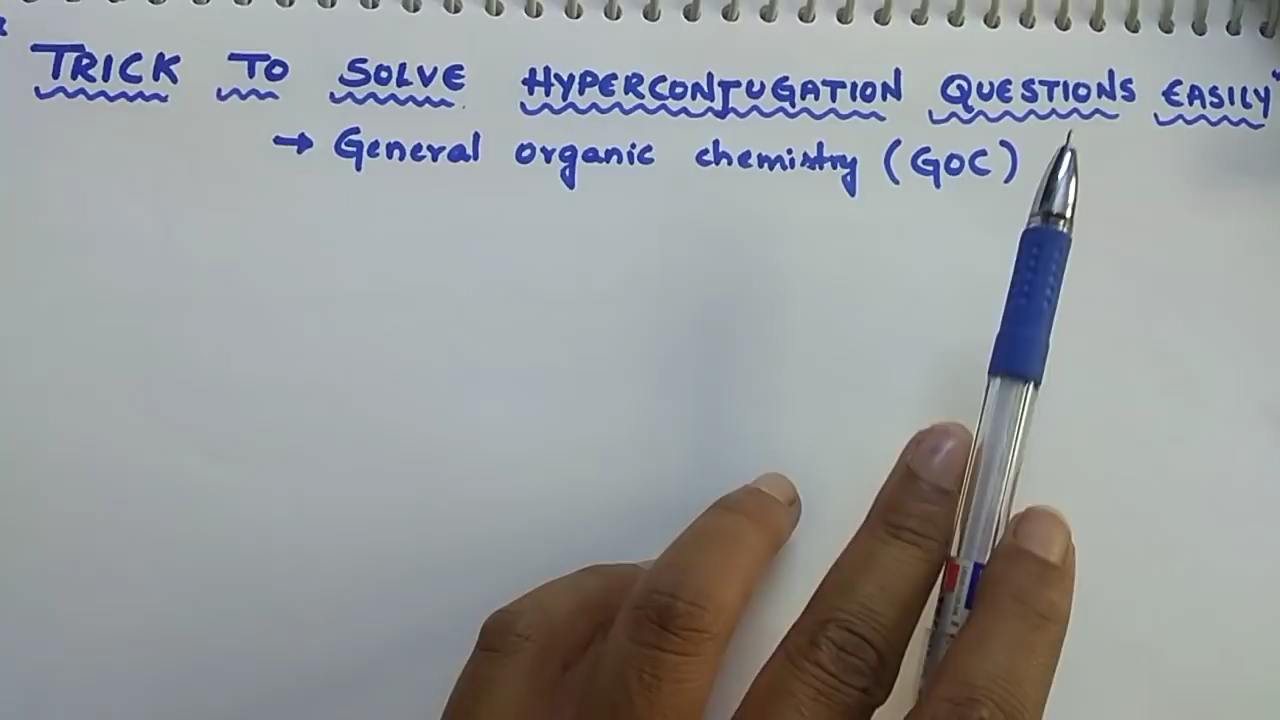 " TRICK TO SOLVE HYPERCONJUGATION QUESTIONS EASILY"
→ General organic chemistry (GOC)